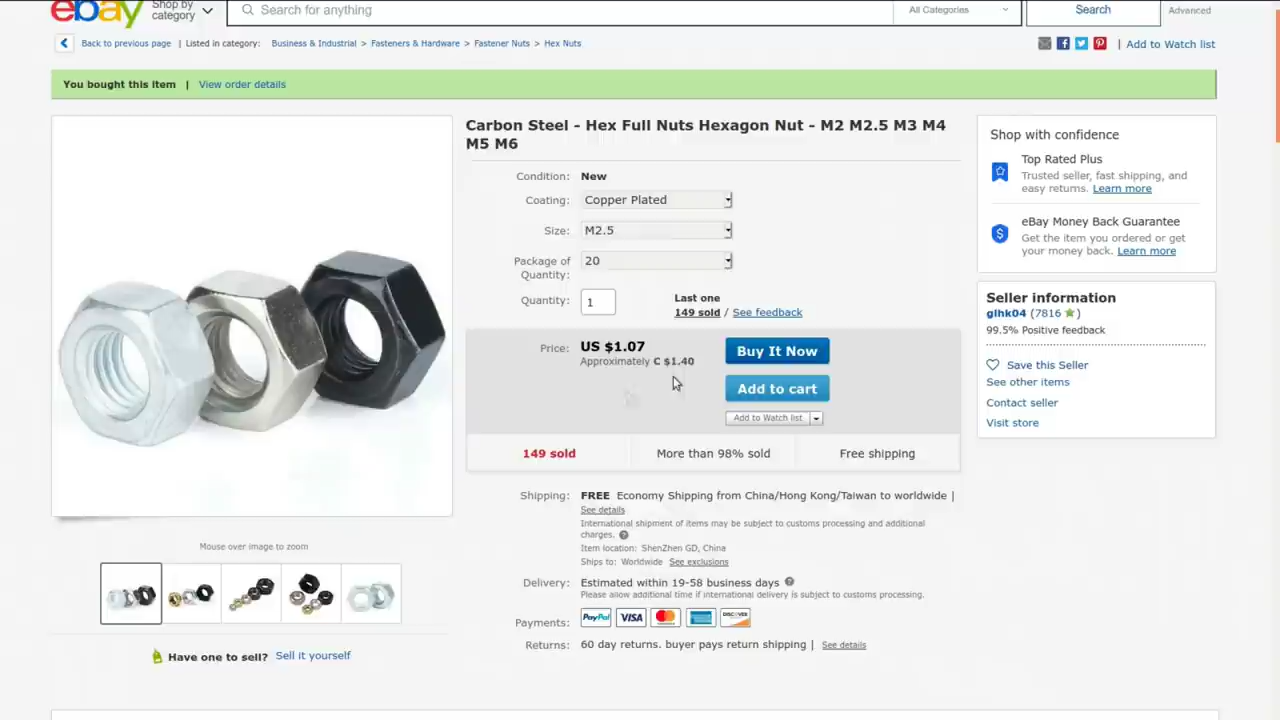 ebay
Shop by
category
Search for anything
All Categories
Search
Advanced
Back to previous page | Listed in category: Business & Industrial > Fasteners & Hardware > Fastener Nuts > Hex Nuts
| Add to Watch list
You bought this item | View order details
Carbon Steel - Hex Full Nuts Hexagon Nut - M2 M2.5 M3 M4
M5 M6
Condition: New
Coating: Copper Plated
Size: M2.5
Package of
Quantity: 20
Quantity: 1
Last one
149 sold / See feedback
Price: US $1.07
Approximately C $1.40
Buy It Now
Add to cart
Add to Watch list
149 sold
More than 98% sold
Free shipping
Shipping: FREE Economy Shipping from China/Hong Kong/Taiwan to worldwide |
See details
International shipment of items may be subject to customs processing and additional
charges.
Item location: ShenZhen GD, China
Ships to: Worldwide See exclusions
Delivery: Estimated within 19-58 business days
Please allow additional time if international delivery is subject to customs processing.
Payments: PayPal VISA MasterCard DISCOVER
Returns: 60 day returns. buyer pays return shipping | See details
Mouse over image to zoom
Have one to sell? Sell it yourself
Shop with confidence
Top Rated Plus
Trusted seller, fast shipping, and
easy returns. Learn more
eBay Money Back Guarantee
Get the item you ordered or get
your money back. Learn more
Seller information
glhk04 (7816)
99.5% Positive feedback
Save this Seller
See other items
Contact seller
Visit store